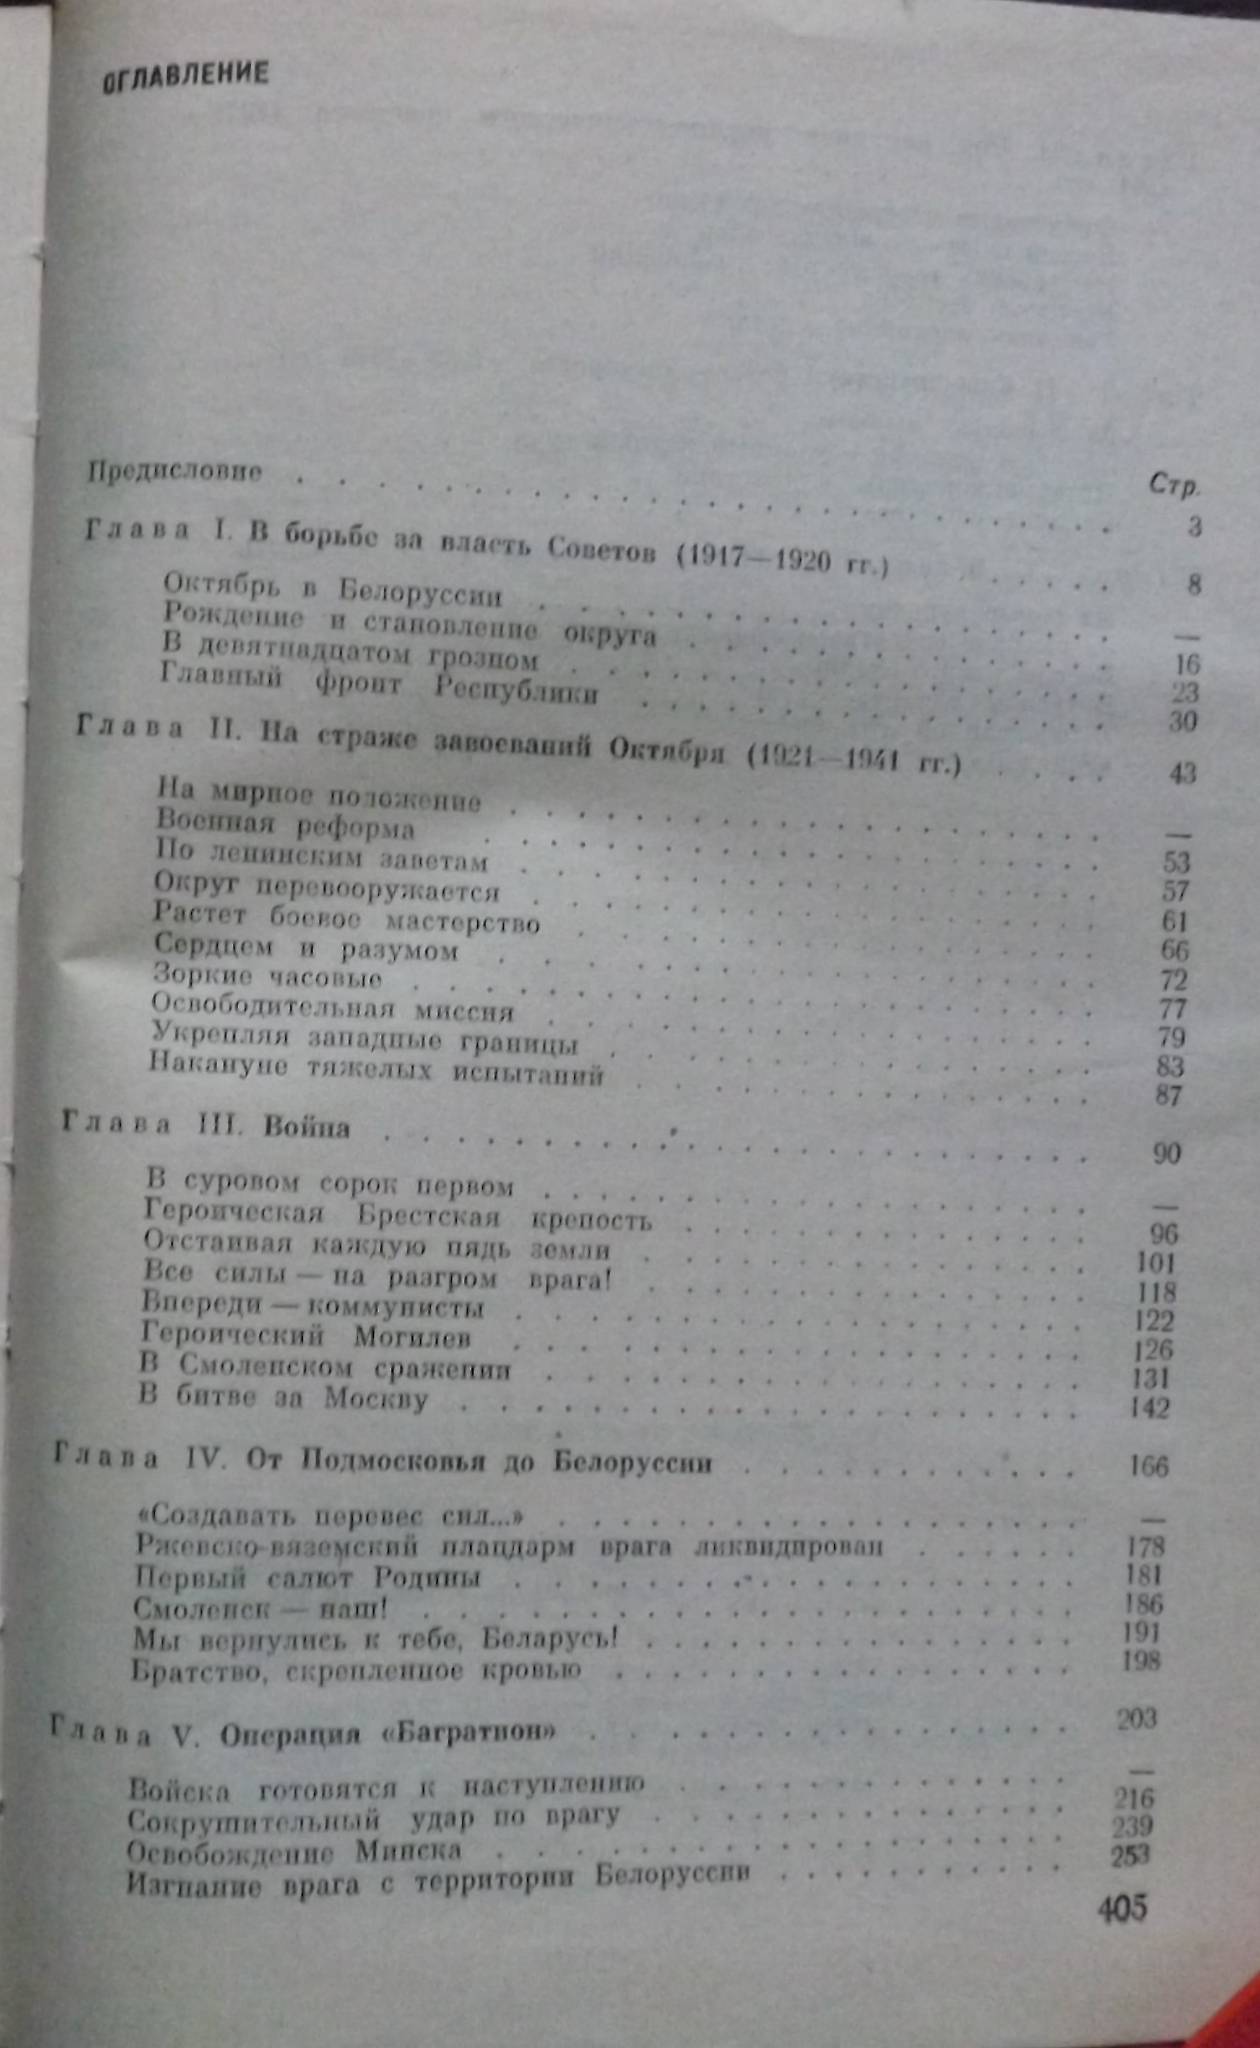 ОГЛАВЛЕНИЕ
Стр.
Предисловие . . . . . . . . . . . . . . . . . . . . 3
Глава I. В борьбе за власть Советов (1917—1920 гг.) . . . . . 8
Октябрь в Белоруссии . . . . . . . . . . . . . . . . —
Рождение и становление округа . . . . . . . . . . . . 16
В девятнадцатом грозном . . . . . . . . . . . . . . . 23
Главный фронт Республики . . . . . . . . . . . . . . 30
Глава II. На страже завоеваний Октября (1921—1941 гг.) . . . . 43
На мирное положение . . . . . . . . . . . . . . . . —
Военная реформа . . . . . . . . . . . . . . . . . . 53
По ленинским заветам . . . . . . . . . . . . . . . . 57
Округ перевооружается . . . . . . . . . . . . . . . 61
Растет боевое мастерство . . . . . . . . . . . . . . 66
Сердцем и разумом . . . . . . . . . . . . . . . . . 72
Зоркие часовые . . . . . . . . . . . . . . . . . . . 77
Освободительная миссия . . . . . . . . . . . . . . . 79
Укрепляя западные границы . . . . . . . . . . . . . 83
Накануне тяжелых испытаний . . . . . . . . . . . . . 87
Глава III. Война . . . . . . . . . . . . . . . . . . . 90
В суровом сорок первом . . . . . . . . . . . . . . . —
Героическая Брестская крепость . . . . . . . . . . . 96
Отстаивая каждую пядь земли . . . . . . . . . . . . 101
Все силы — на разгром врага! . . . . . . . . . . . . 118
Впереди — коммунисты . . . . . . . . . . . . . . . . 122
Героический Могилев . . . . . . . . . . . . . . . . 126
В Смоленском сражении . . . . . . . . . . . . . . . 131
В битве за Москву . . . . . . . . . . . . . . . . . 142
Глава IV. От Подмосковья до Белоруссии . . . . . . . . . 166
«Создавать перевес сил...» . . . . . . . . . . . . . —
Ржевско-вяземский плацдарм врага ликвидирован . . . . . 178
Первый салют Родины . . . . . . . . . . . . . . . . 181
Смоленск — наш! . . . . . . . . . . . . . . . . . . 186
Мы вернулись к тебе, Беларусь! . . . . . . . . . . . 191
Братство, скрепленное кровью . . . . . . . . . . . . 198
Глава V. Операция «Багратион» . . . . . . . . . . . . . 203
Войска готовятся к наступлению . . . . . . . . . . . —
Сокрушительный удар по врагу . . . . . . . . . . . . 216
Освобождение Минска . . . . . . . . . . . . . . . . 239
Изгнание врага с территории Белоруссии . . . . . . . . 253
405